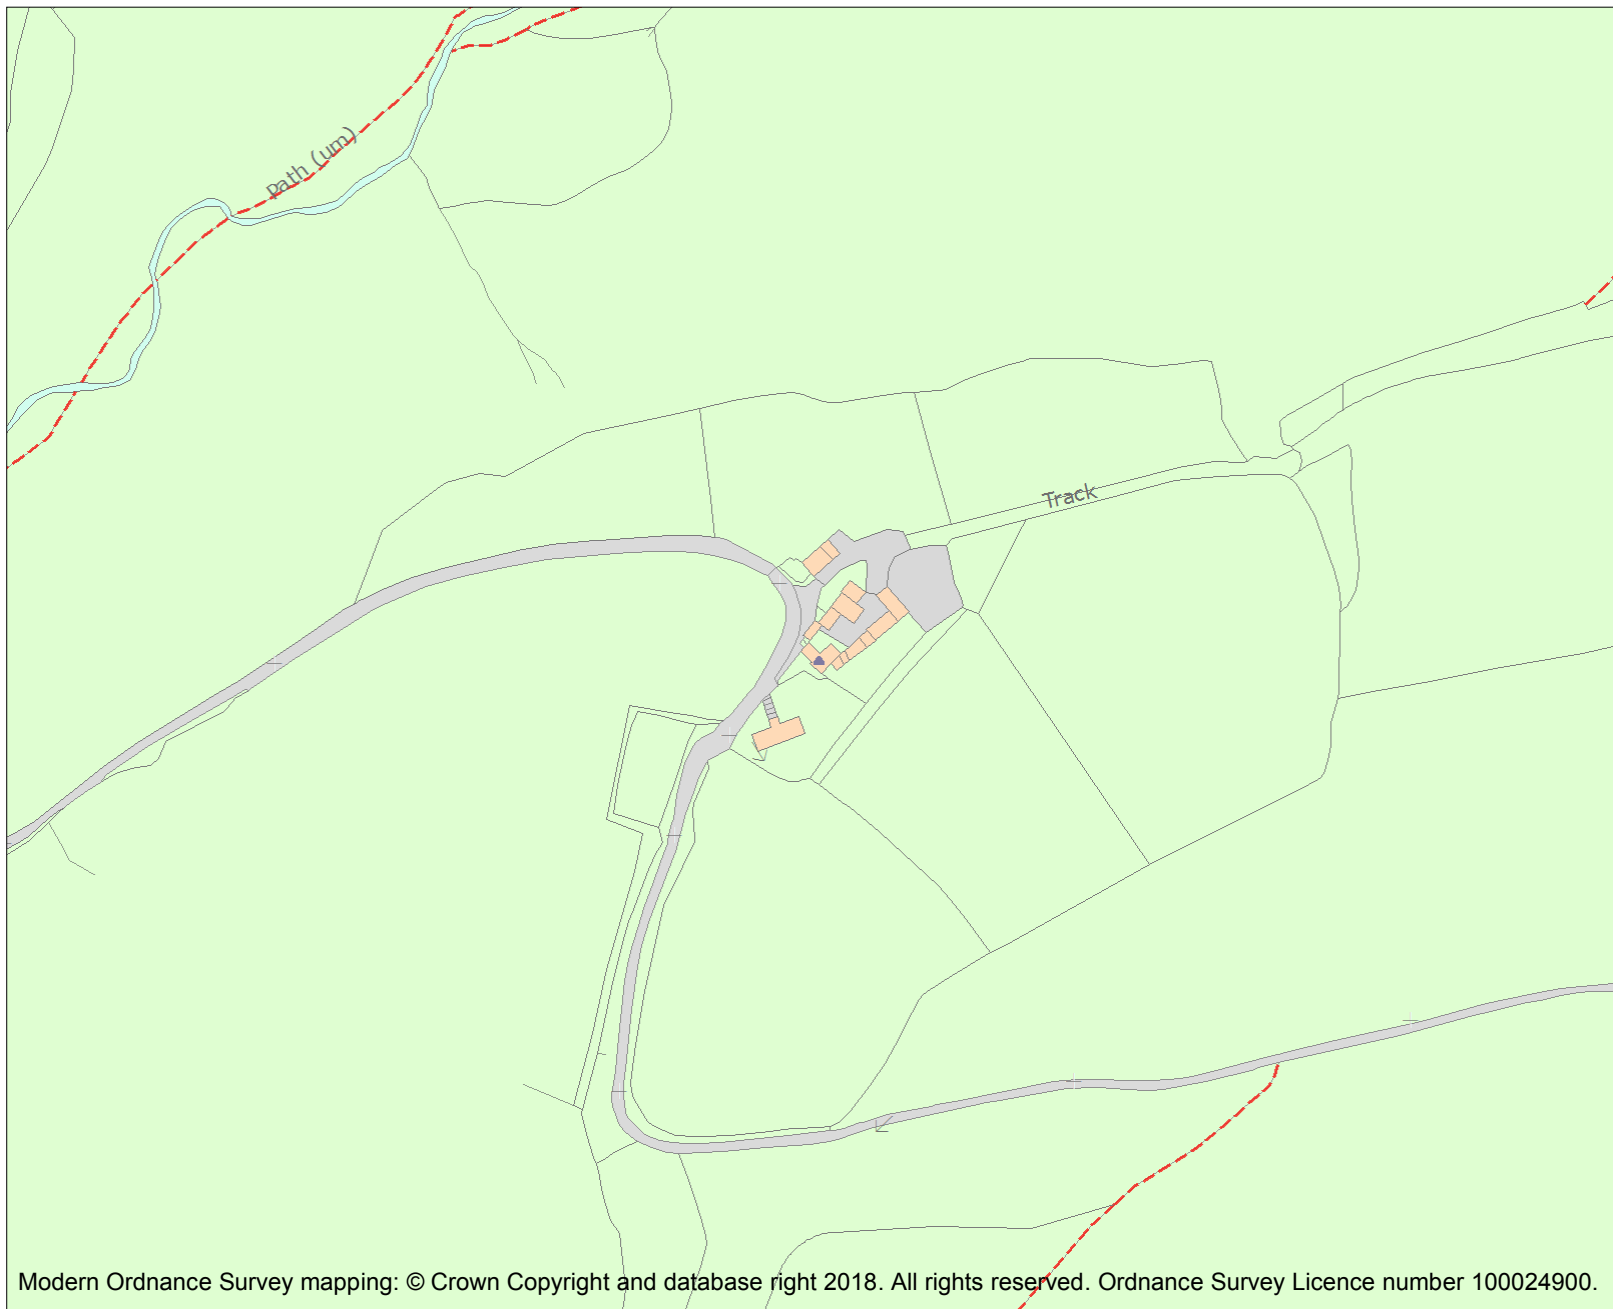 Path (um)
Track
Modern Ordnance Survey mapping: © Crown Copyright and database right 2018. All rights reserved. Ordnance Survey Licence number 100024900.